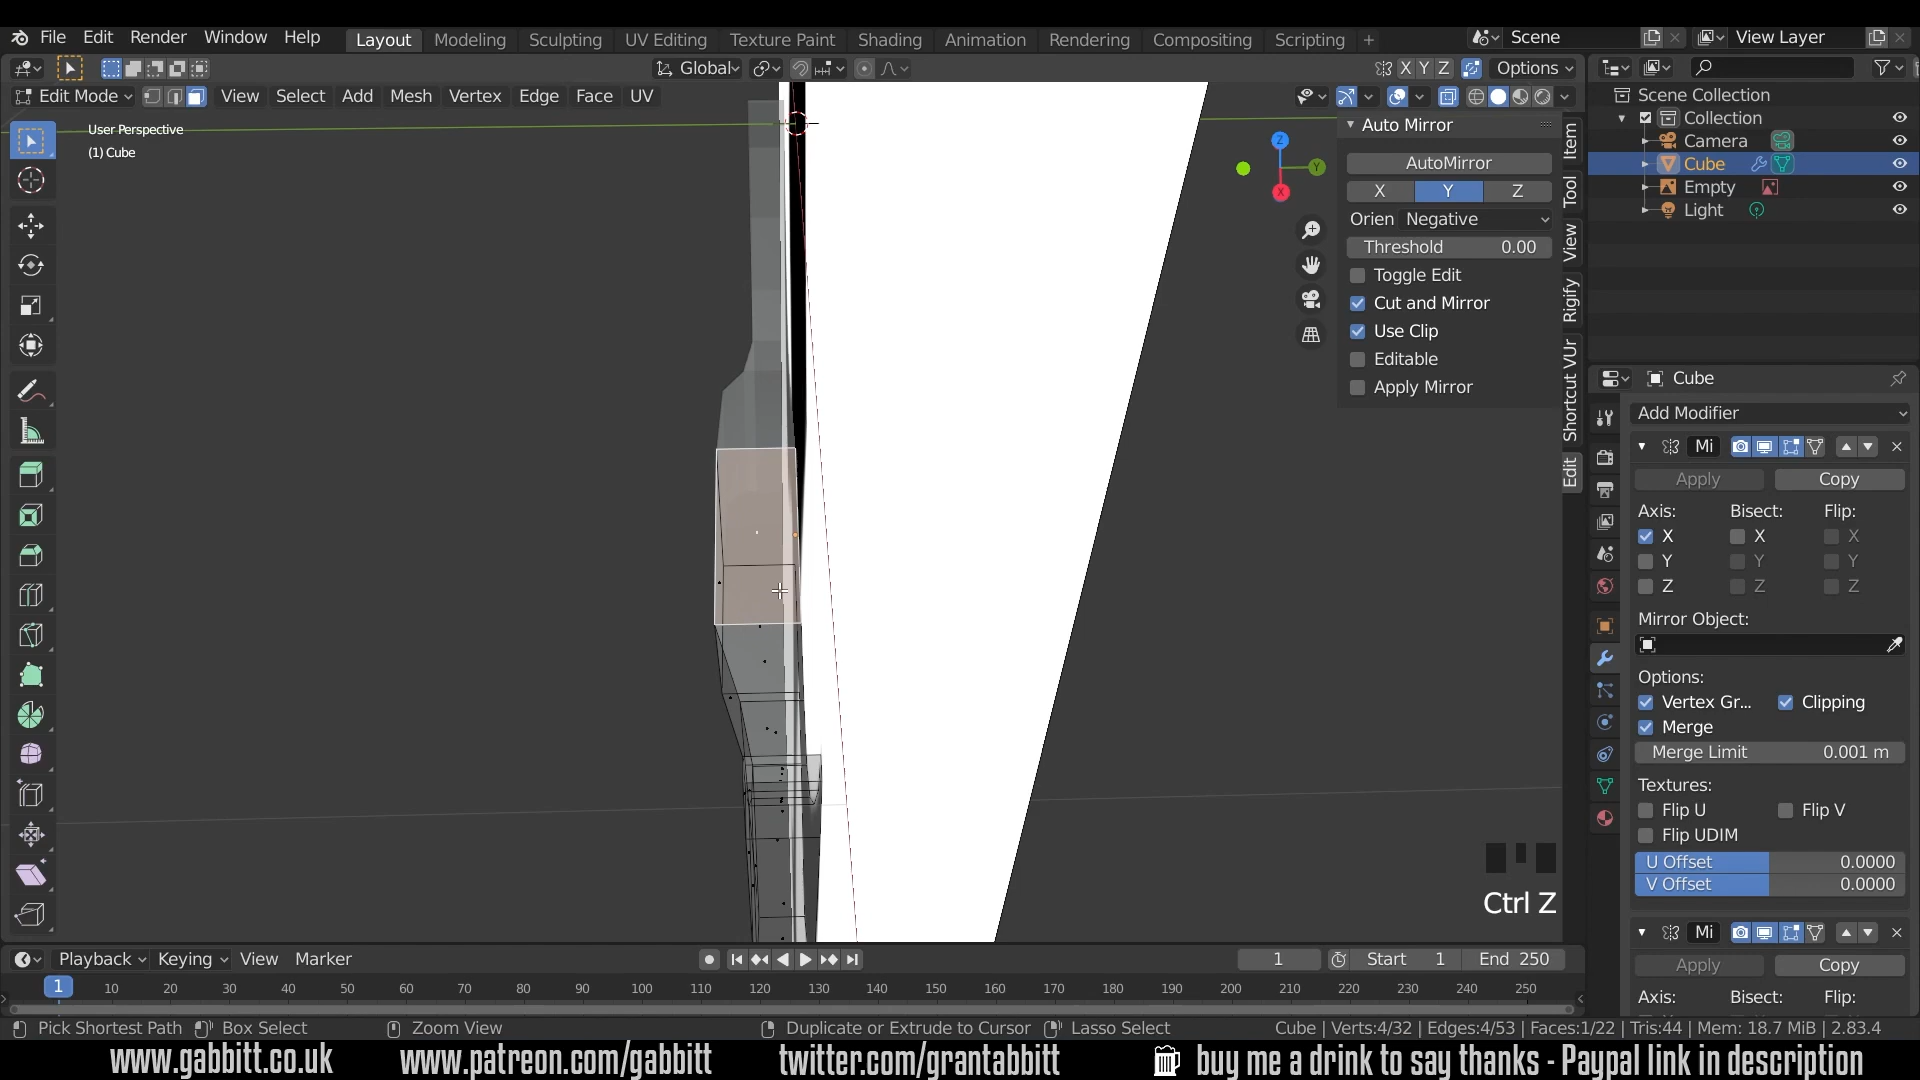 File Edit Render Window Help Layout Modeling Sculpting UV Editing Texture Paint Shading Animation Rendering Compositing Scripting + Scene View Layer
Global X Y Z Options
Edit Mode View Select Add Mesh Vertex Edge Face UV
User Perspective
(1) Cube
Auto Mirror
AutoMirror
X Y Z
Orien Negative
Threshold 0.00
Toggle Edit
Cut and Mirror
Use Clip
Editable
Apply Mirror
Item
Tool
View
Rigify
Shortcut VUr
Edit
Z
Y
X
Scene Collection
Collection
Camera
Cube
Empty
Light
Cube
Add Modifier
Mi
Apply Copy
Axis: Bisect: Flip:
X X X
Y Y Y
Z Z Z
Mirror Object:
Options:
Vertex Gr... Clipping
Merge
Merge Limit 0.001 m
Textures:
Flip U Flip V
Flip UDIM
U Offset 0.0000
V Offset 0.0000
Mi
Apply Copy
Axis: Bisect: Flip:
Ctrl Z
Playback Keying View Marker 1 Start 1 End 250
1 10 20 30 40 50 60 70 80 90 100 110 120 130 140 150 160 170 180 190 200 210 220 230 240 250
Pick Shortest Path Box Select Zoom View Duplicate or Extrude to Cursor Lasso Select Cube | Verts:4/32 | Edges:4/53 | Faces:1/22 | Tris:44 | Mem: 18.7 MiB | 2.83.4
www.gabbitt.co.uk www.patreon.com/gabbitt twitter.com/grantabbitt buy me a drink to say thanks - Paypal link in description